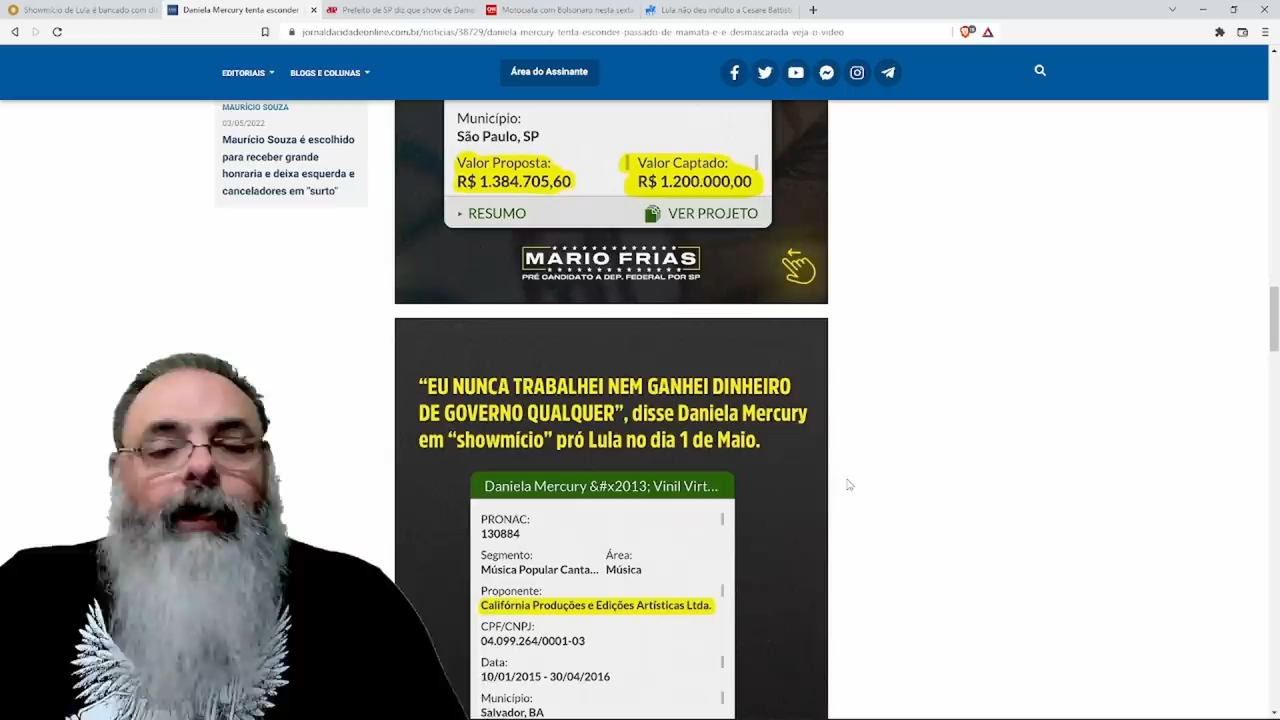 Showmício de Lula é bancado com di
Daniela Mercury tenta esconder
Prefeito de SP diz que show de Danie
Motociata com Bolsonaro nesta sexta
Lula não deu indulto a Cesare Battisti
jornaldacidadeonline.com.br/noticias/38729/daniela-mercury-tenta-esconder-passado-de-mamata-e-e-desmascarada-veja-o-video
EDITORIAIS
BLOGS E COLUNAS
Área do Assinante
MAURÍCIO SOUZA
03/05/2022
Maurício Souza é escolhido
para receber grande
honraria e deixa esquerda e
canceladores em "surto"
Município:
São Paulo, SP
Valor Proposta:
Valor Captado:
R$ 1.384.705,60
R$ 1.200.000,00
RESUMO
VER PROJETO
MARIO FRIAS
PRÉ CANDIDATO A DEP. FEDERAL POR SP
“EU NUNCA TRABALHEI NEM GANHEI DINHEIRO
DE GOVERNO QUALQUER”, disse Daniela Mercury
em “showmício” pró Lula no dia 1 de Maio.
Daniela Mercury &#x2013; Vinil Virt...
PRONAC:
130884
Segmento:
Área:
Música Popular Canta...
Música
Proponente:
Califórnia Produções e Edições Artísticas Ltda.
CPF/CNPJ:
04.099.264/0001-03
Data:
10/01/2015 - 30/04/2016
Município:
Salvador, BA